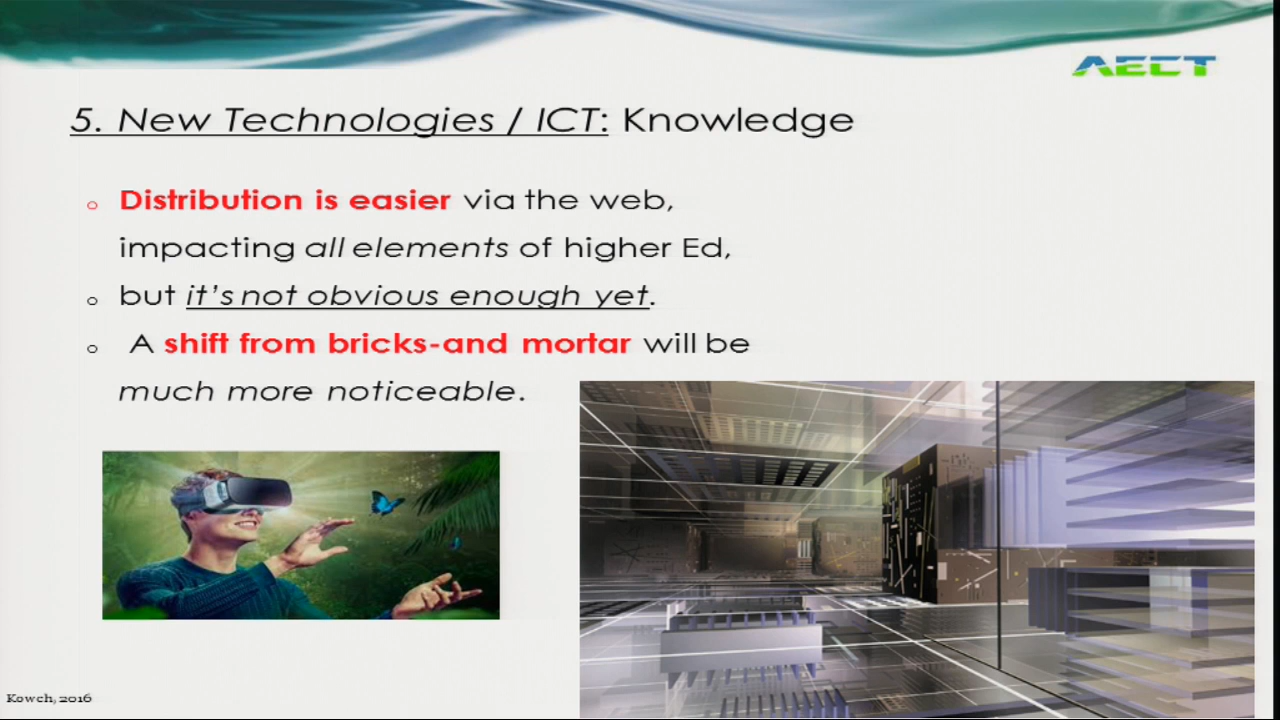 AECT
5. New Technologies / ICT: Knowledge
Distribution is easier via the web,
impacting all elements of higher Ed,
but it's not obvious enough yet.
A shift from bricks-and mortar will be
much more noticeable.
Kowch, 2016